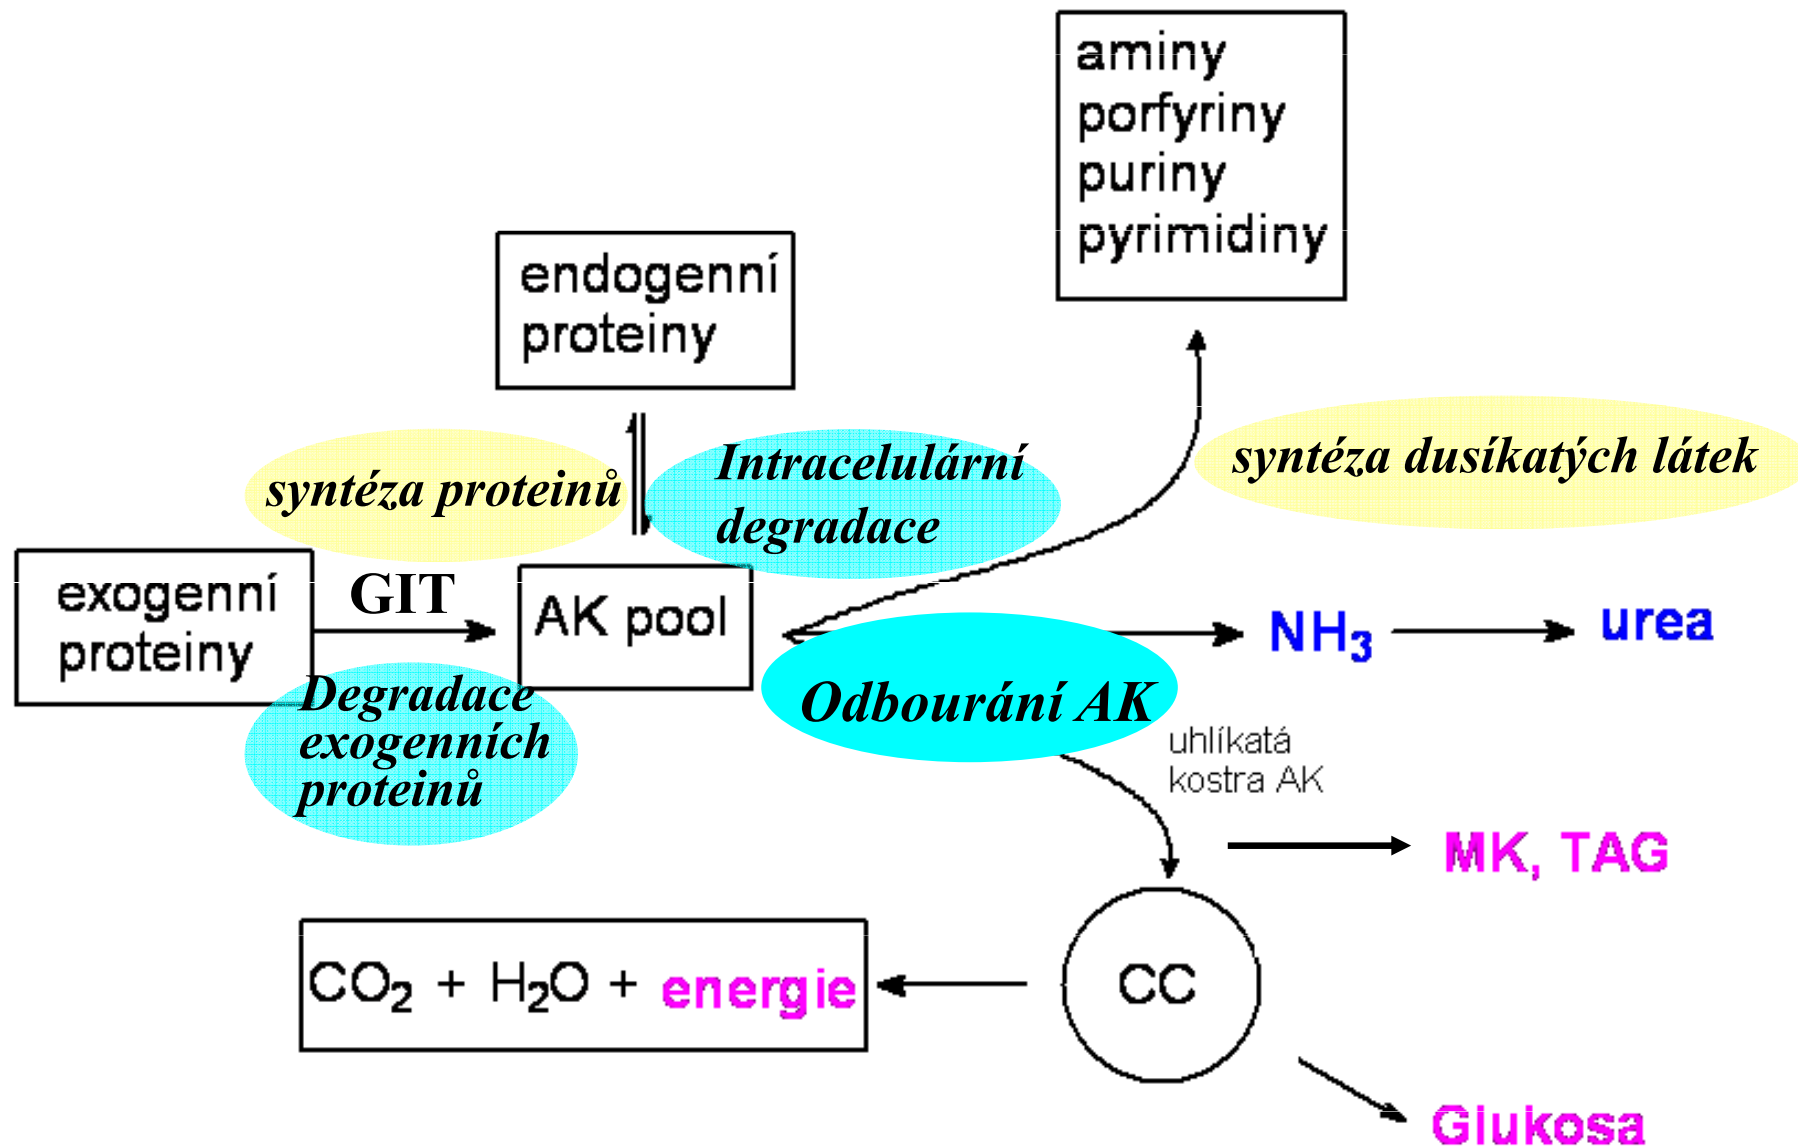 aminy
porfyriny
puriny
pyrimidiny
endogenní
proteiny
syntéza proteinů
Intracelulární
degradace
syntéza dusíkatých látek
exogenní
proteiny
GIT
AK pool
NH3
urea
Degradace
exogenních
proteinů
Odbourání AK
uhlíkatá
kostra AK
MK, TAG
CO2 + H2O + energie
CC
Glukosa